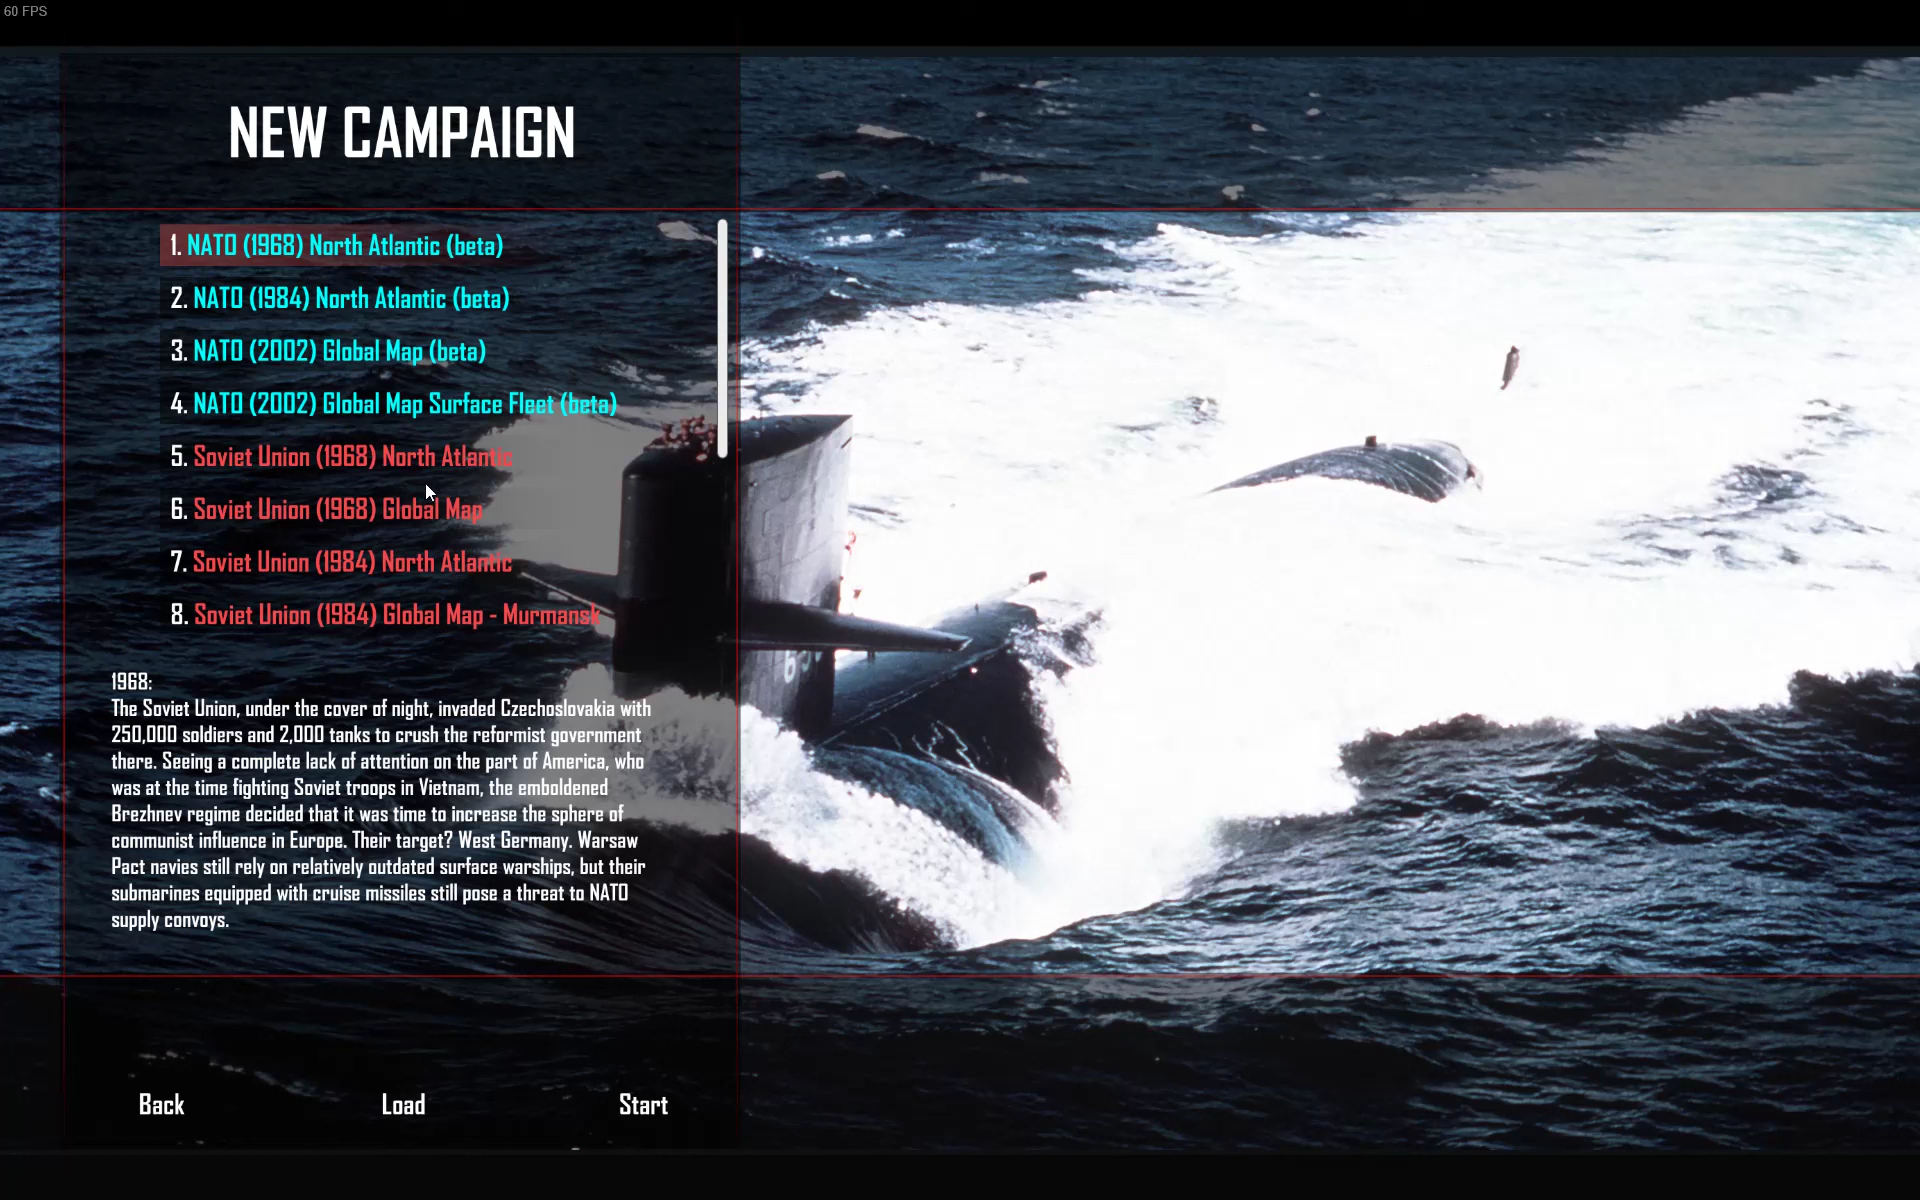 60 FPS
NEW CAMPAIGN
1. NATO (1968) North Atlantic (beta)
2. NATO (1984) North Atlantic (beta)
3. NATO (2002) Global Map (beta)
4. NATO (2002) Global Map Surface Fleet (beta)
5. Soviet Union (1968) North Atlantic
6. Soviet Union (1968) Global Map
7. Soviet Union (1984) North Atlantic
8. Soviet Union (1984) Global Map - Murmansk
1968:
The Soviet Union, under the cover of night, invaded Czechoslovakia with
250,000 soldiers and 2,000 tanks to crush the reformist government
there. Seeing a complete lack of attention on the part of America, who
was at the time fighting Soviet troops in Vietnam, the emboldened
Brezhnev regime decided that it was time to increase the sphere of
communist influence in Europe. Their target? West Germany. Warsaw
Pact navies still rely on relatively outdated surface warships, but their
submarines equipped with cruise missiles still pose a threat to NATO
supply convoys.
Back
Load
Start